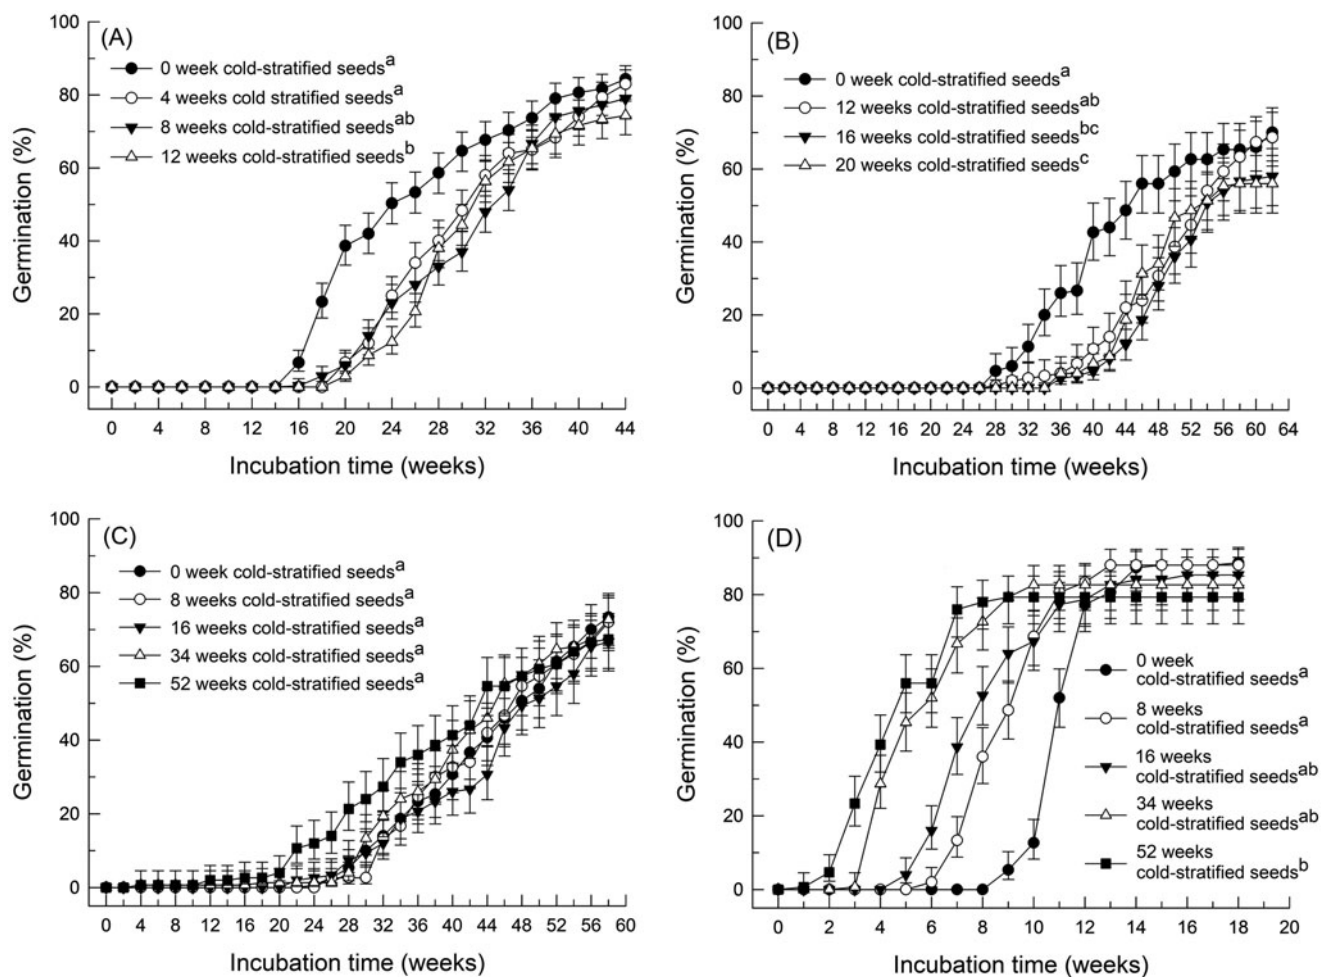 (A)
0 week cold-stratified seedsᵃ
4 weeks cold stratified seedsᵃ
8 weeks cold-stratified seedsᵃᵇ
12 weeks cold-stratified seedsᵇ
100
80
60
40
20
0
Germination (%)
0 4 8 12 16 20 24 28 32 36 40 44
Incubation time (weeks)
(B)
0 week cold-stratified seedsᵃ
12 weeks cold-stratified seedsᵃᵇ
16 weeks cold-stratified seedsᵇᶜ
20 weeks cold-stratified seedsᶜ
100
80
60
40
20
0
Germination (%)
0 4 8 12 16 20 24 28 32 36 40 44 48 52 56 60 64
Incubation time (weeks)
(C)
0 week cold-stratified seedsᵃ
8 weeks cold-stratified seedsᵃ
16 weeks cold-stratified seedsᵃ
34 weeks cold-stratified seedsᵃ
52 weeks cold-stratified seedsᵃ
100
80
60
40
20
0
Germination (%)
0 4 8 12 16 20 24 28 32 36 40 44 48 52 56 60
Incubation time (weeks)
(D)
100
80
60
40
20
0
Germination (%)
0 week
cold-stratified seedsᵃ
8 weeks
cold-stratified seedsᵃ
16 weeks
cold-stratified seedsᵃᵇ
34 weeks
cold-stratified seedsᵃᵇ
52 weeks
cold-stratified seedsᵇ
0 2 4 6 8 10 12 14 16 18 20
Incubation time (weeks)